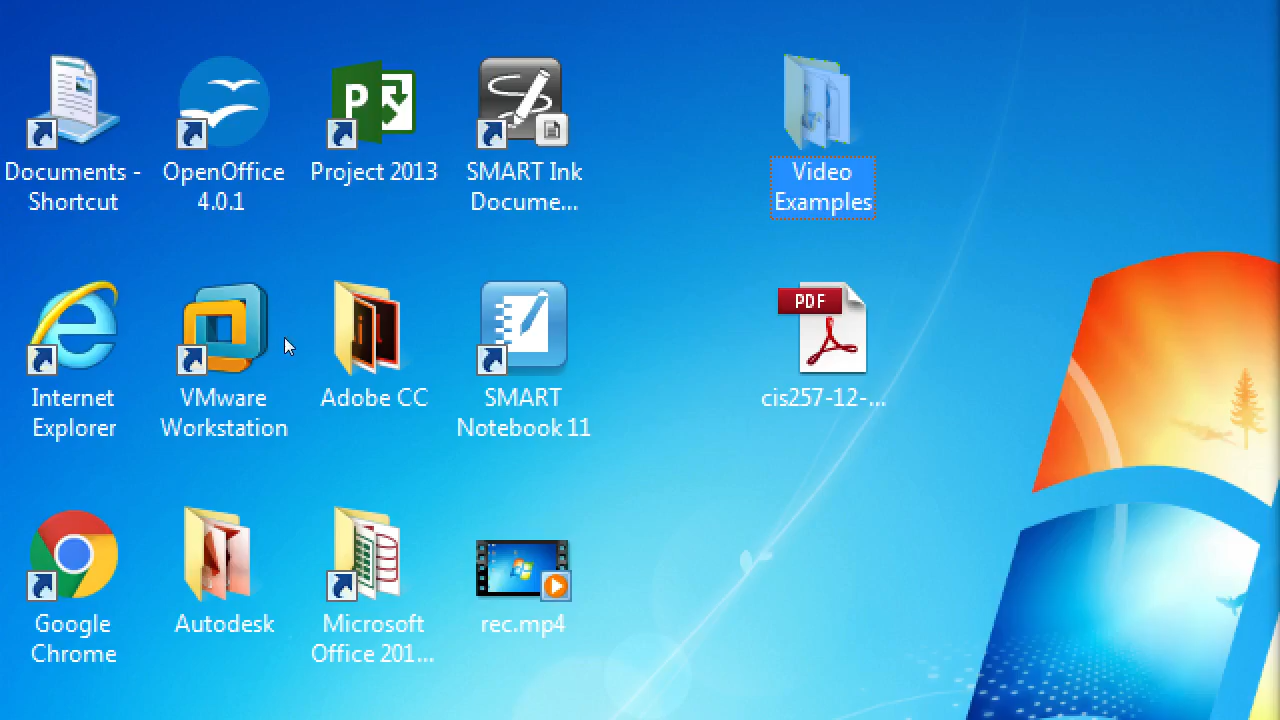 Documents -
Shortcut
OpenOffice
4.0.1
Project 2013
SMART Ink
Docume...
Video
Examples
Internet
Explorer
VMware
Workstation
Adobe CC
SMART
Notebook 11
PDF
cis257-12-...
Google
Chrome
Autodesk
Microsoft
Office 201...
rec.mp4